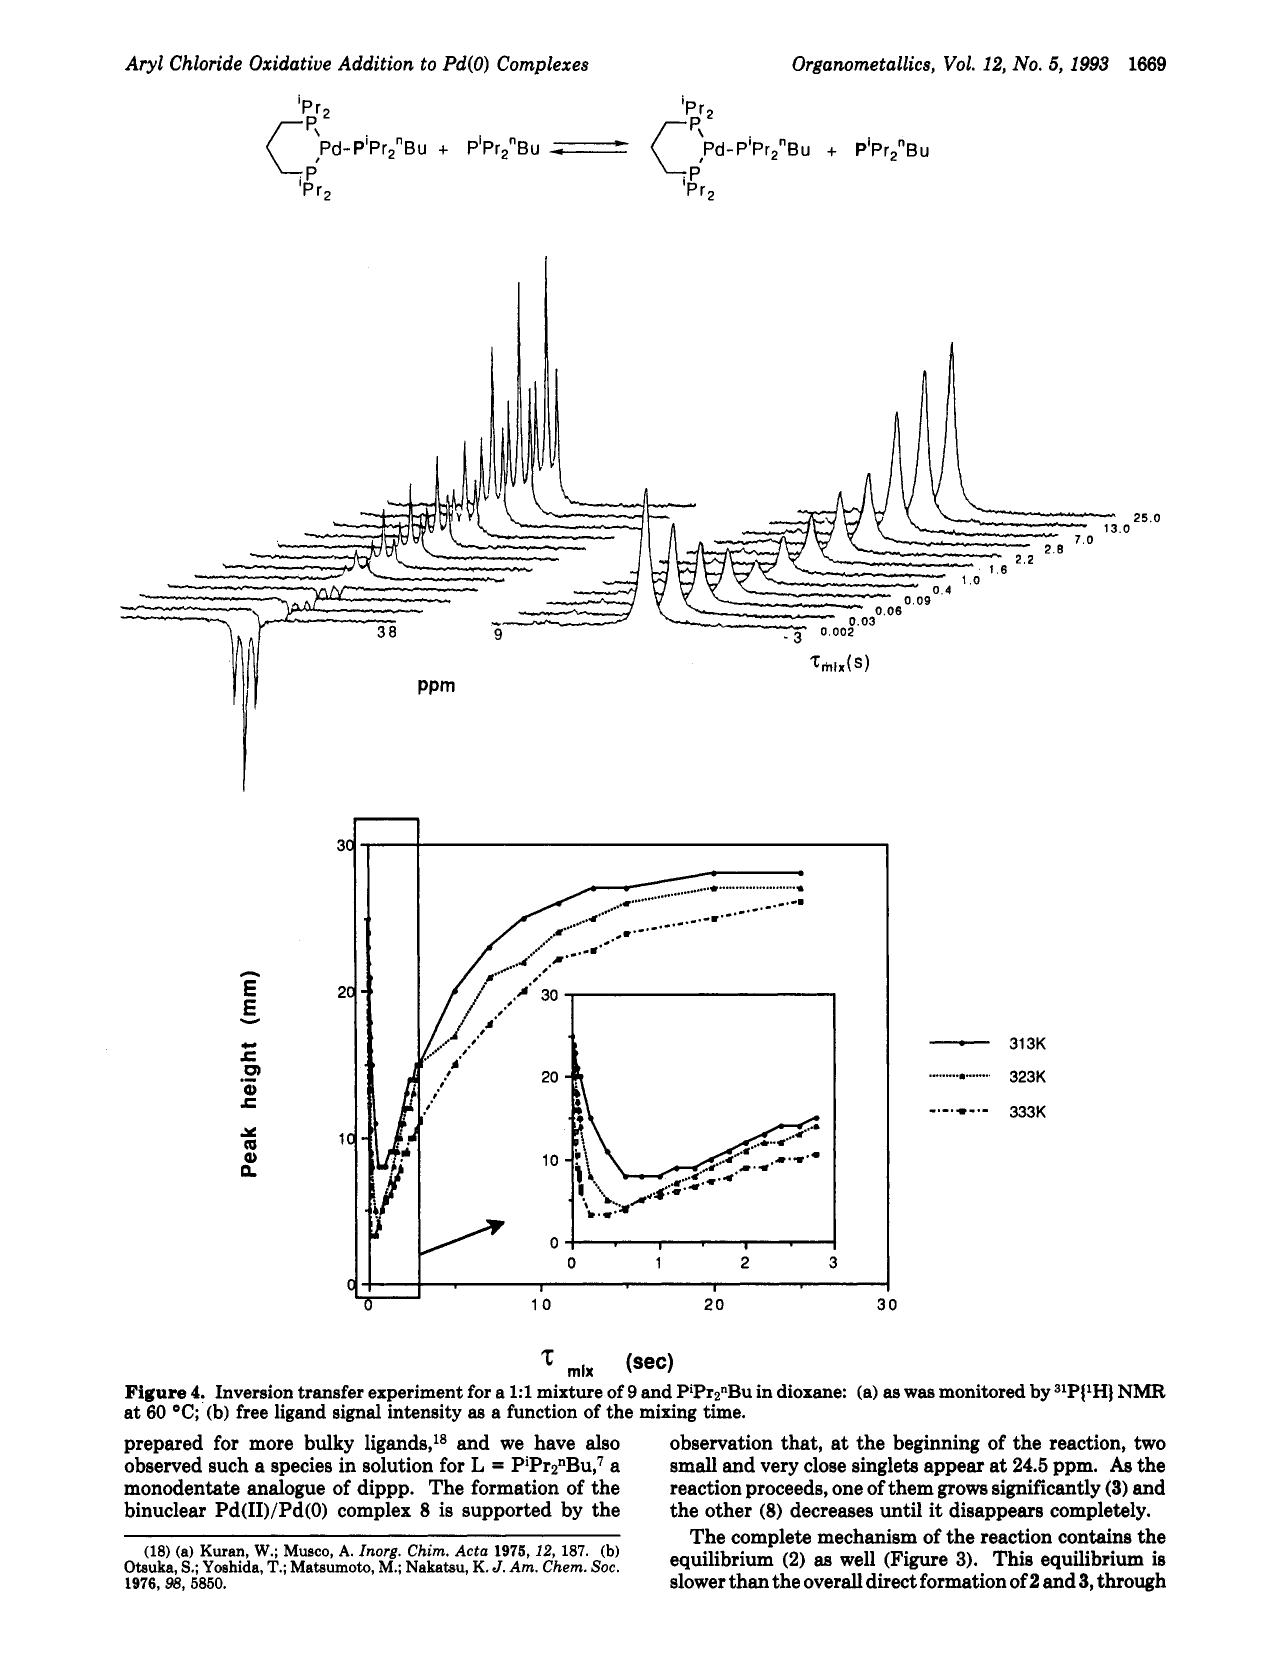 Aryl Chloride Oxidative Addition to Pd(0) Complexes
Organometallics, Vol. 12, No. 5, 1993 1669
iPr2
P
Pd-PiPr2nBu + PiPr2nBu
P
iPr2
iPr2
P
Pd-PiPr2nBu + PiPr2nBu
P
iPr2
25.0
13.0
7.0
2.8
2.2
1.6
1.0
0.4
0.09
0.06
0.03
0.002
38
9
-3
τmix(s)
ppm
30
20
10
0
Peak height (mm)
30
20
10
0
0 1 2 3
0 10 20 30
313K
323K
333K
τ mix (sec)
Figure 4. Inversion transfer experiment for a 1:1 mixture of 9 and PiPr2nBu in dioxane: (a) as was monitored by 31P{1H} NMR
at 60 °C; (b) free ligand signal intensity as a function of the mixing time.
prepared for more bulky ligands,18 and we have also
observed such a species in solution for L = PiPr2nBu,7 a
monodentate analogue of dippp. The formation of the
binuclear Pd(II)/Pd(0) complex 8 is supported by the
(18) (a) Kuran, W.; Musco, A. Inorg. Chim. Acta 1975, 12, 187. (b)
Otsuka, S.; Yoshida, T.; Matsumoto, M.; Nakatsu, K. J. Am. Chem. Soc.
1976, 98, 5850.
observation that, at the beginning of the reaction, two
small and very close singlets appear at 24.5 ppm. As the
reaction proceeds, one of them grows significantly (3) and
the other (8) decreases until it disappears completely.
The complete mechanism of the reaction contains the
equilibrium (2) as well (Figure 3). This equilibrium is
slower than the overall direct formation of 2 and 3, through